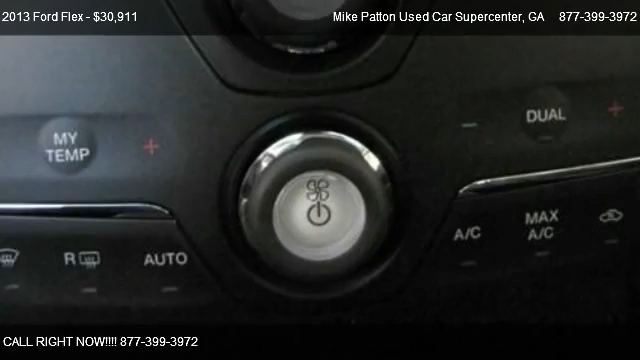 2013 Ford Flex - $30,911 Mike Patton Used Car Supercenter, GA 877-399-3972
MY TEMP + - DUAL +
R AUTO A/C MAX A/C
CALL RIGHT NOW!!!! 877-399-3972